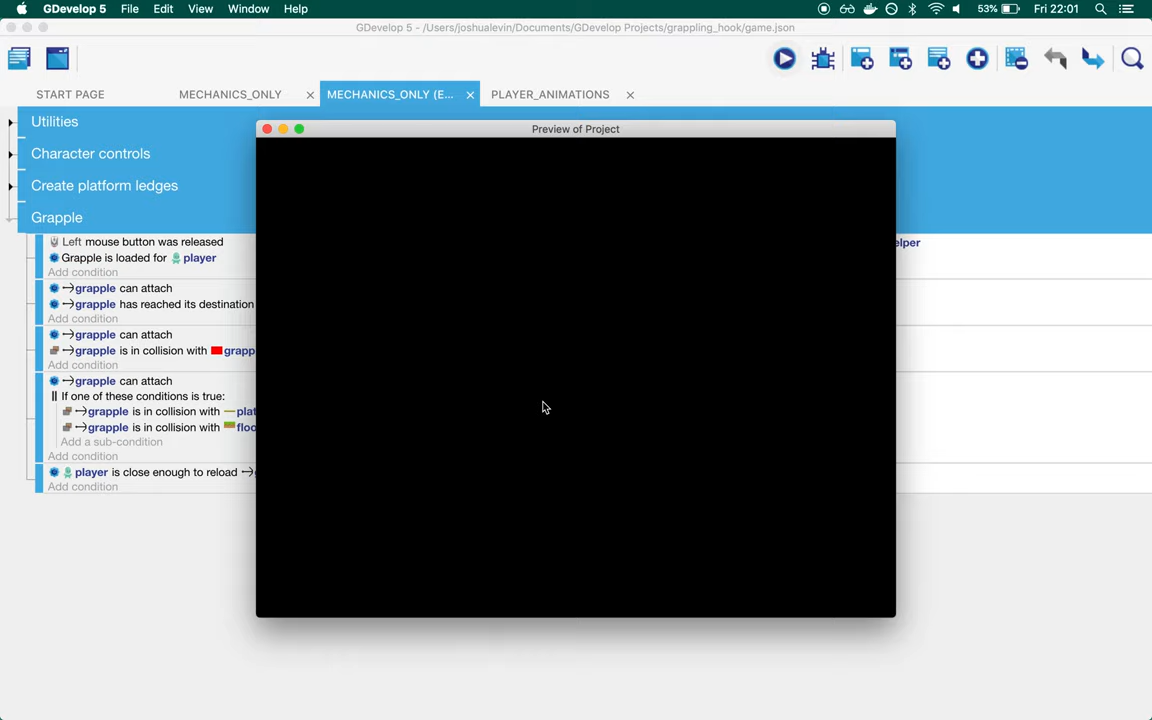 GDevelop 5 File Edit View Window Help 53% Fri 22:01
GDevelop 5 - /Users/joshualevin/Documents/GDevelop Projects/grappling_hook/game.json
START PAGE MECHANICS_ONLY MECHANICS_ONLY (E... PLAYER_ANIMATIONS
Utilities
Preview of Project
Character controls
Create platform ledges
Grapple
Left mouse button was released
elper
Grapple is loaded for player
Add condition
grapple can attach
grapple has reached its destination
Add condition
grapple can attach
grapple is in collision with grapp
Add condition
grapple can attach
If one of these conditions is true:
grapple is in collision with plat
grapple is in collision with floo
Add a sub-condition
Add condition
player is close enough to reload
Add condition